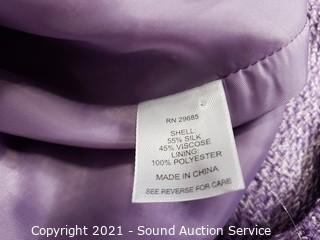 RN 29685
SHELL:
55% SILK
45% VISCOSE
LINING:
100% POLYESTER
MADE IN CHINA
SEE REVERSE FOR CARE
Copyright 2021 - Sound Auction Service